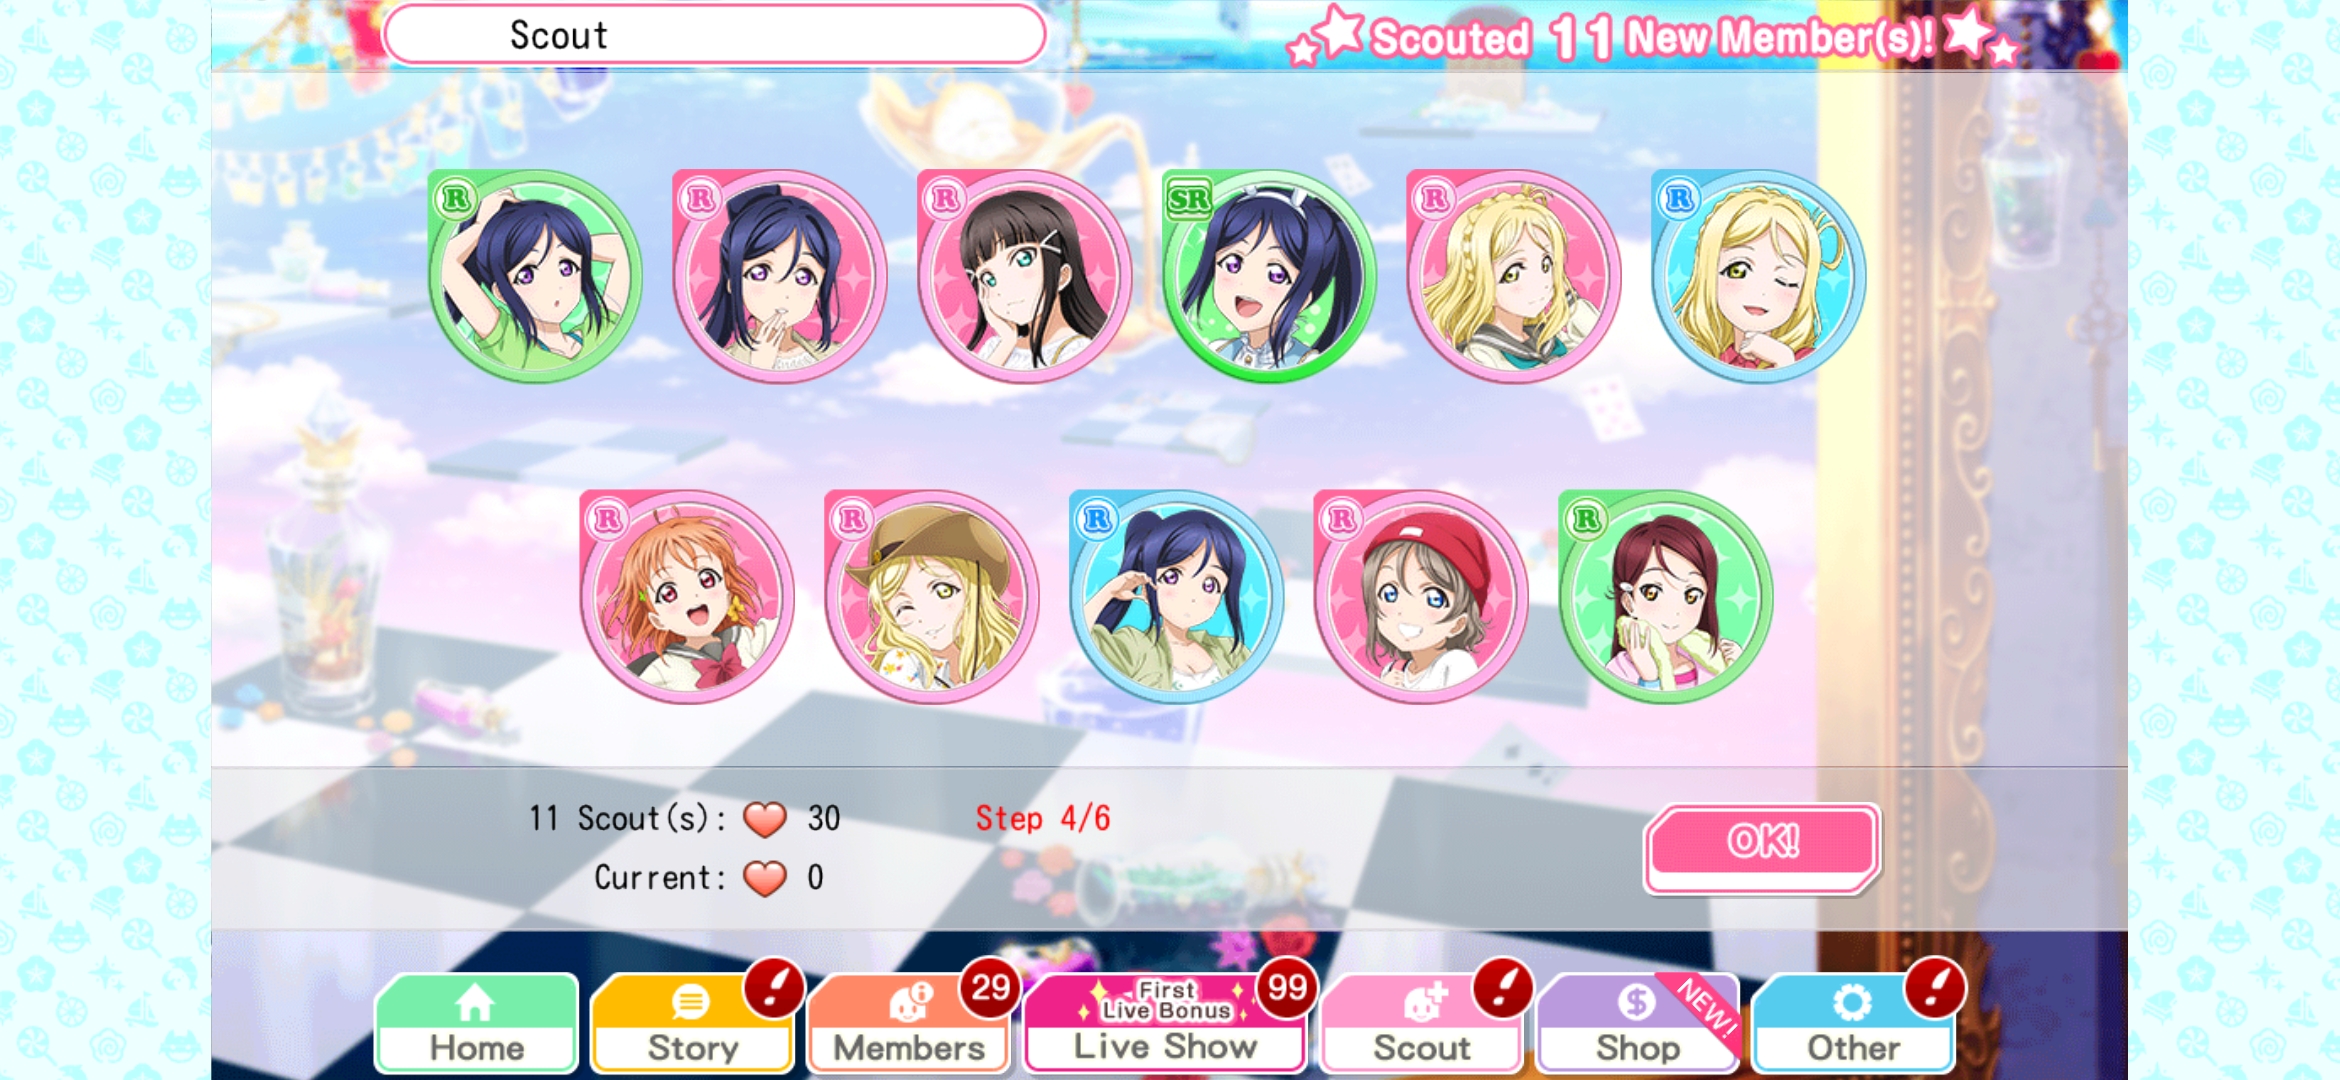 Scout
Scouted 11 New Member(s)!
R
R
R
SR
R
R
R
R
R
R
R
11 Scout(s): 30
Step 4/6
Current: 0
OK!
Home
Story
29
Members
First
Live Bonus
99
Live Show
Scout
NEW!
Shop
Other